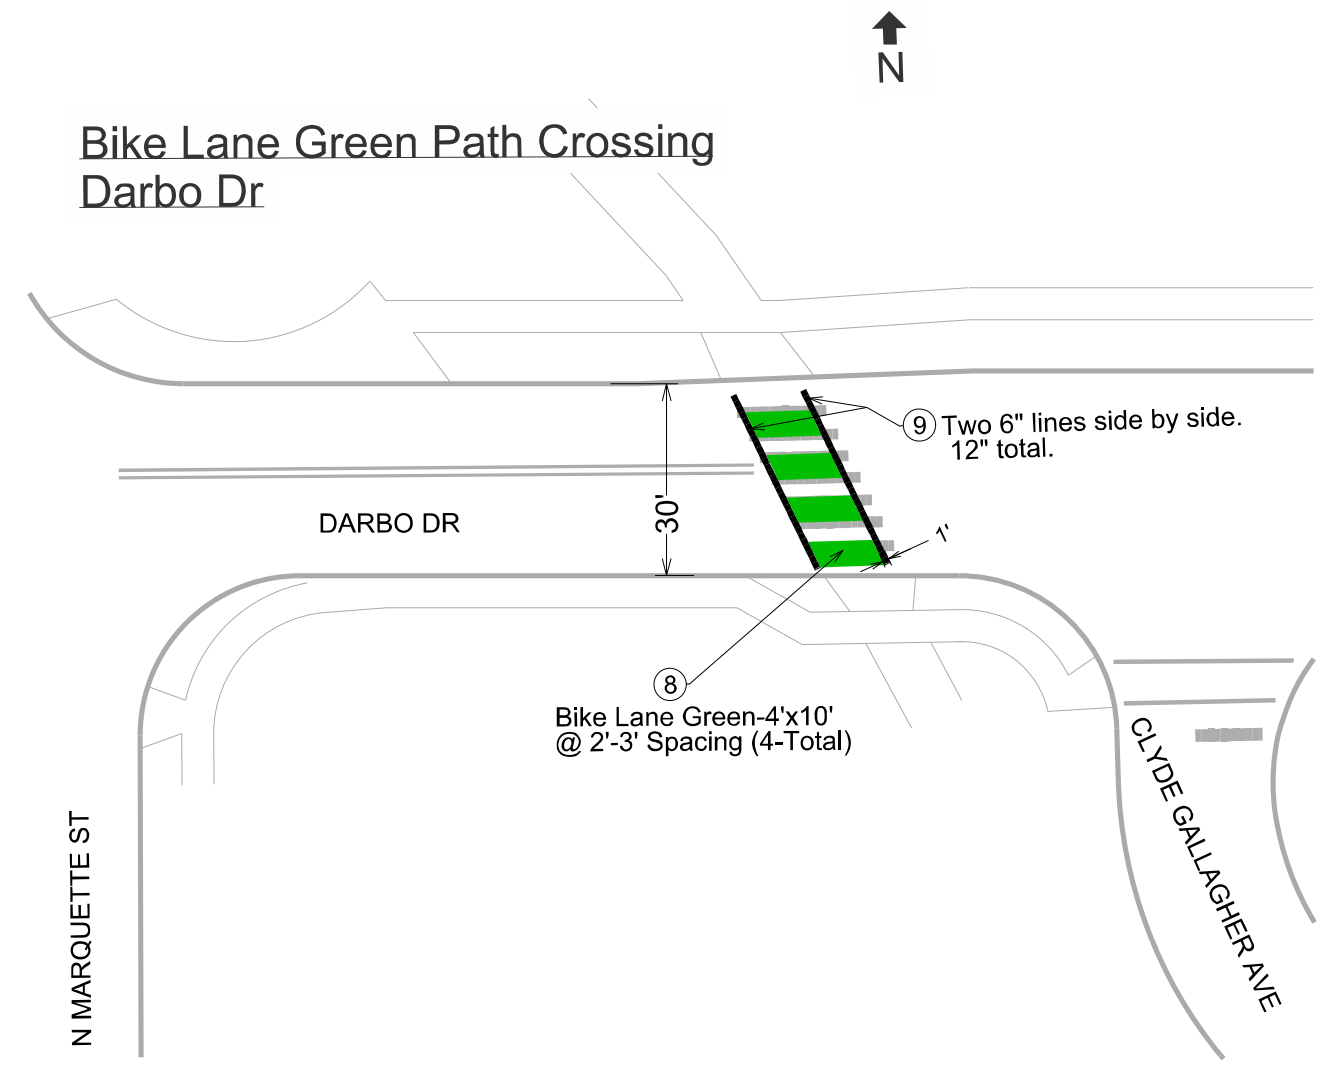 N
Bike Lane Green Path Crossing
Darbo Dr
9 Two 6" lines side by side.
12" total.
30'
DARBO DR
1'
8
Bike Lane Green-4'x10'
@ 2'-3' Spacing (4-Total)
N MARQUETTE ST
CLYDE GALLAGHER AVE